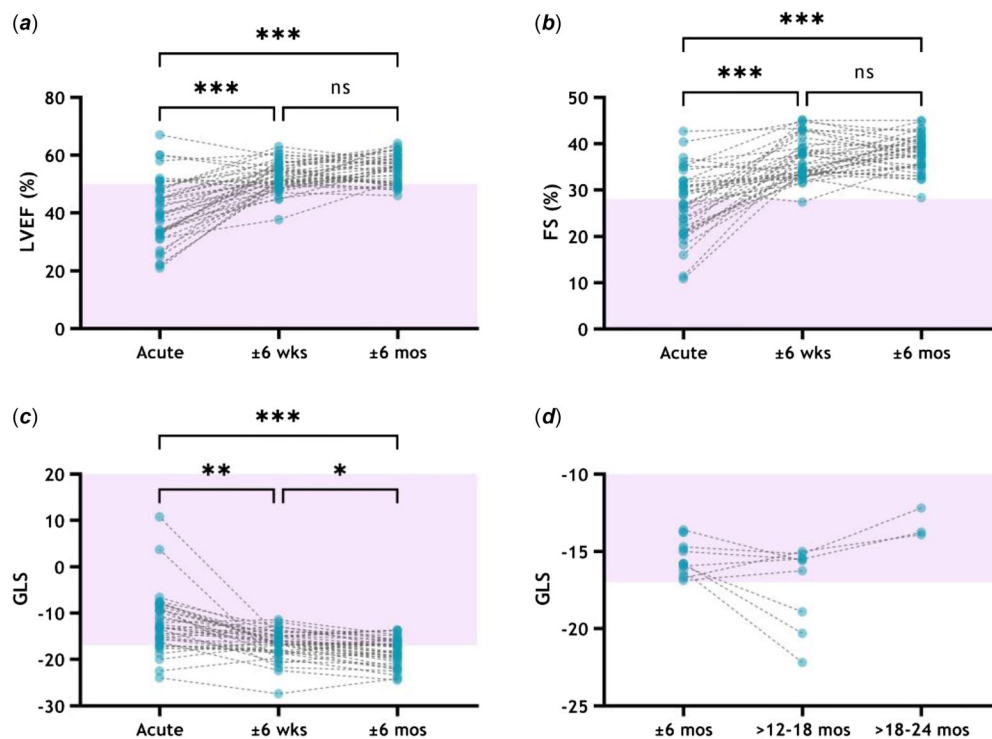 (a)
***
***
ns
80
60
40
20
0
LVEF (%)
Acute
±6 wks
±6 mos
(b)
***
***
ns
50
40
30
20
10
0
FS (%)
Acute
±6 wks
±6 mos
(c)
***
**
*
20
10
0
-10
-20
-30
GLS
Acute
±6 wks
±6 mos
(d)
-10
-15
-20
-25
GLS
±6 mos
>12-18 mos
>18-24 mos